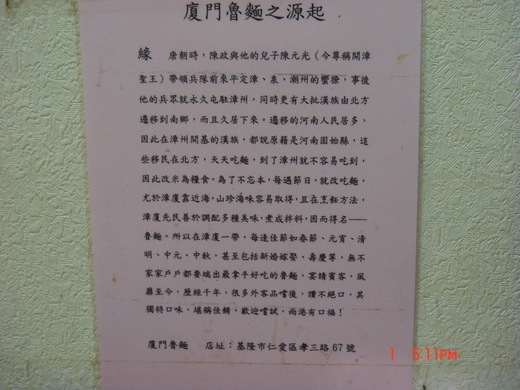 廈門魯麵之源起
緣　唐朝時，陳政與他的兒子陳元光（今尊稱開漳
聖王）帶領兵隊前來平定漳、泉、潮州的蠻獠，事後
他的兵眾就永久屯駐漳州，同時更有大批漢族由北方
遷移到南鄉，而且久居下來。遷移的河南人民居多，
因此在漳州開基的漢族，都說原籍是河南固始縣，這
些移民在北方，天天吃麵，到了漳州就不容易吃到，
因此改米為糧食。為了不忘本，每遇節日，就改吃麵，
尤於漳廈靠近海，山珍海味容易取得，且在烹飪方法，
漳廈先民善於調配多種美味，煮成拌料，因而得名──
魯麵。所以在漳廈一帶，每逢佳節如春節、元宵、清
明、中元、中秋，甚至包括新婚嫁娶、壽慶等，無不
家家戶戶都要端出最拿手好吃的魯麵，宴請賓客，風
靡至今，歷經千年，很多外客品嚐後，讚不絕口，其
獨特口味，堪稱佳餚，歡迎嚐試，雨港有口福！
廈門魯麵　店址：基隆市仁愛區孝三路67號
1 5:11PM